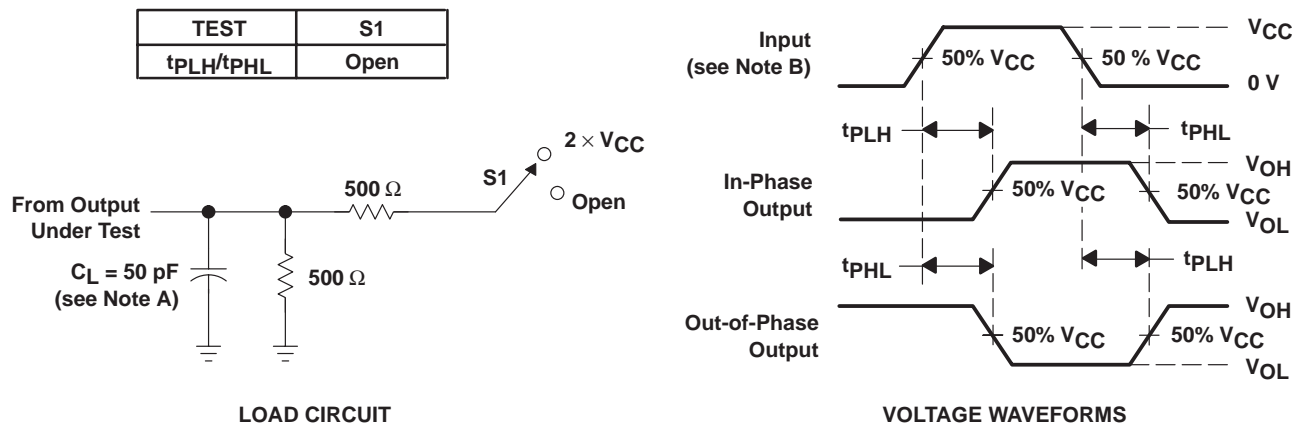 TEST S1
tPLH/tPHL Open
2 × VCC
S1
500 Ω
Open
From Output
Under Test
CL = 50 pF
(see Note A)
500 Ω
LOAD CIRCUIT
Input
(see Note B)
50% VCC
50 % VCC
VCC
0 V
tPLH
tPHL
In-Phase
Output
50% VCC
50% VCC
VOH
VOL
tPHL
tPLH
Out-of-Phase
Output
50% VCC
50% VCC
VOH
VOL
VOLTAGE WAVEFORMS